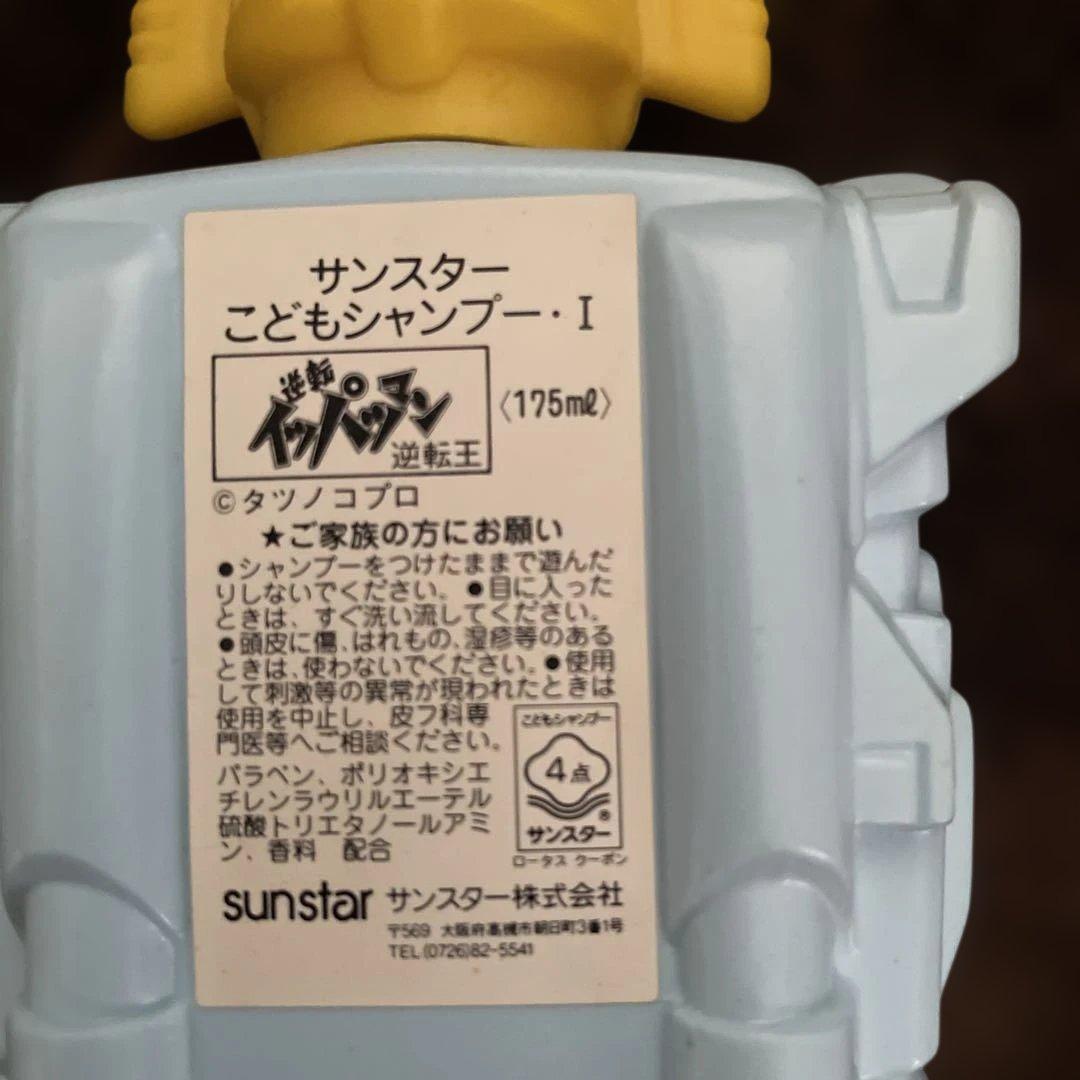 サンスター
こどもシャンプー・I
逆転
イッパツマン
逆転王
〈175ml〉
©タツノコプロ
★ご家族の方にお願い
●シャンプーをつけたままで遊んだ
りしないでください。●目に入った
ときは、すぐ洗い流してください。
●頭皮に傷、はれもの、湿疹等のある
ときは、使わないでください。●使用
して刺激等の異常が現われたときは
使用を中止し、皮フ科専
門医等へご相談ください。
パラベン、ポリオキシエ
チレンラウリルエーテル
硫酸トリエタノールアミ
ン、香料 配合
こどもシャンプー
4点
®
サンスター
ロータス クーポン
sunstar サンスター株式会社
〒569 大阪府高槻市朝日町3番1号
TEL(0726)82-5541